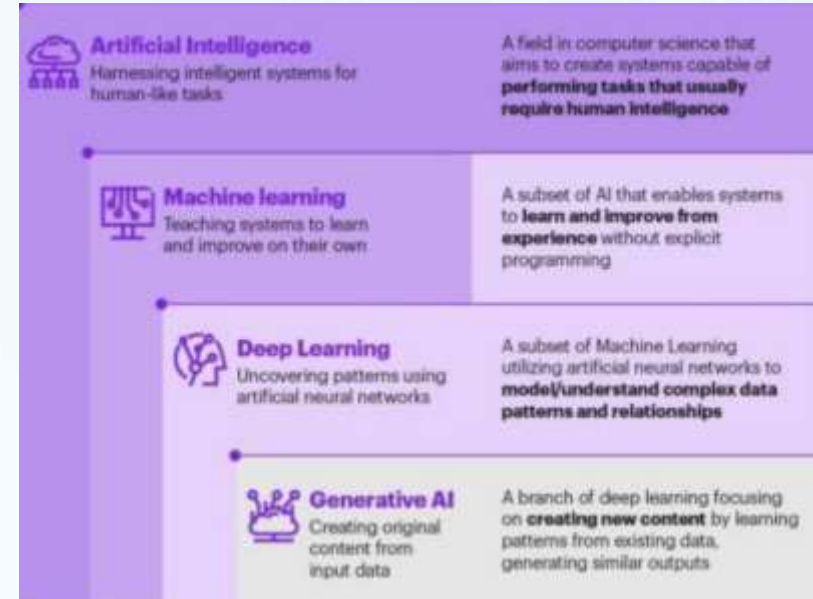 Artificial Intelligence
Harnessing intelligent systems for
human-like tasks
A field in computer science that
aims to create systems capable of
performing tasks that usually
require human intelligence
Machine learning
Teaching systems to learn
and improve on their own
A subset of AI that enables systems
to learn and improve from
experience without explicit
programming
Deep Learning
Uncovering patterns using
artificial neural networks
A subset of Machine Learning
utilizing artificial neural networks to
model/understand complex data
patterns and relationships
Generative AI
Creating original
content from
input data
A branch of deep learning focusing
on creating new content by learning
patterns from existing data,
generating similar outputs